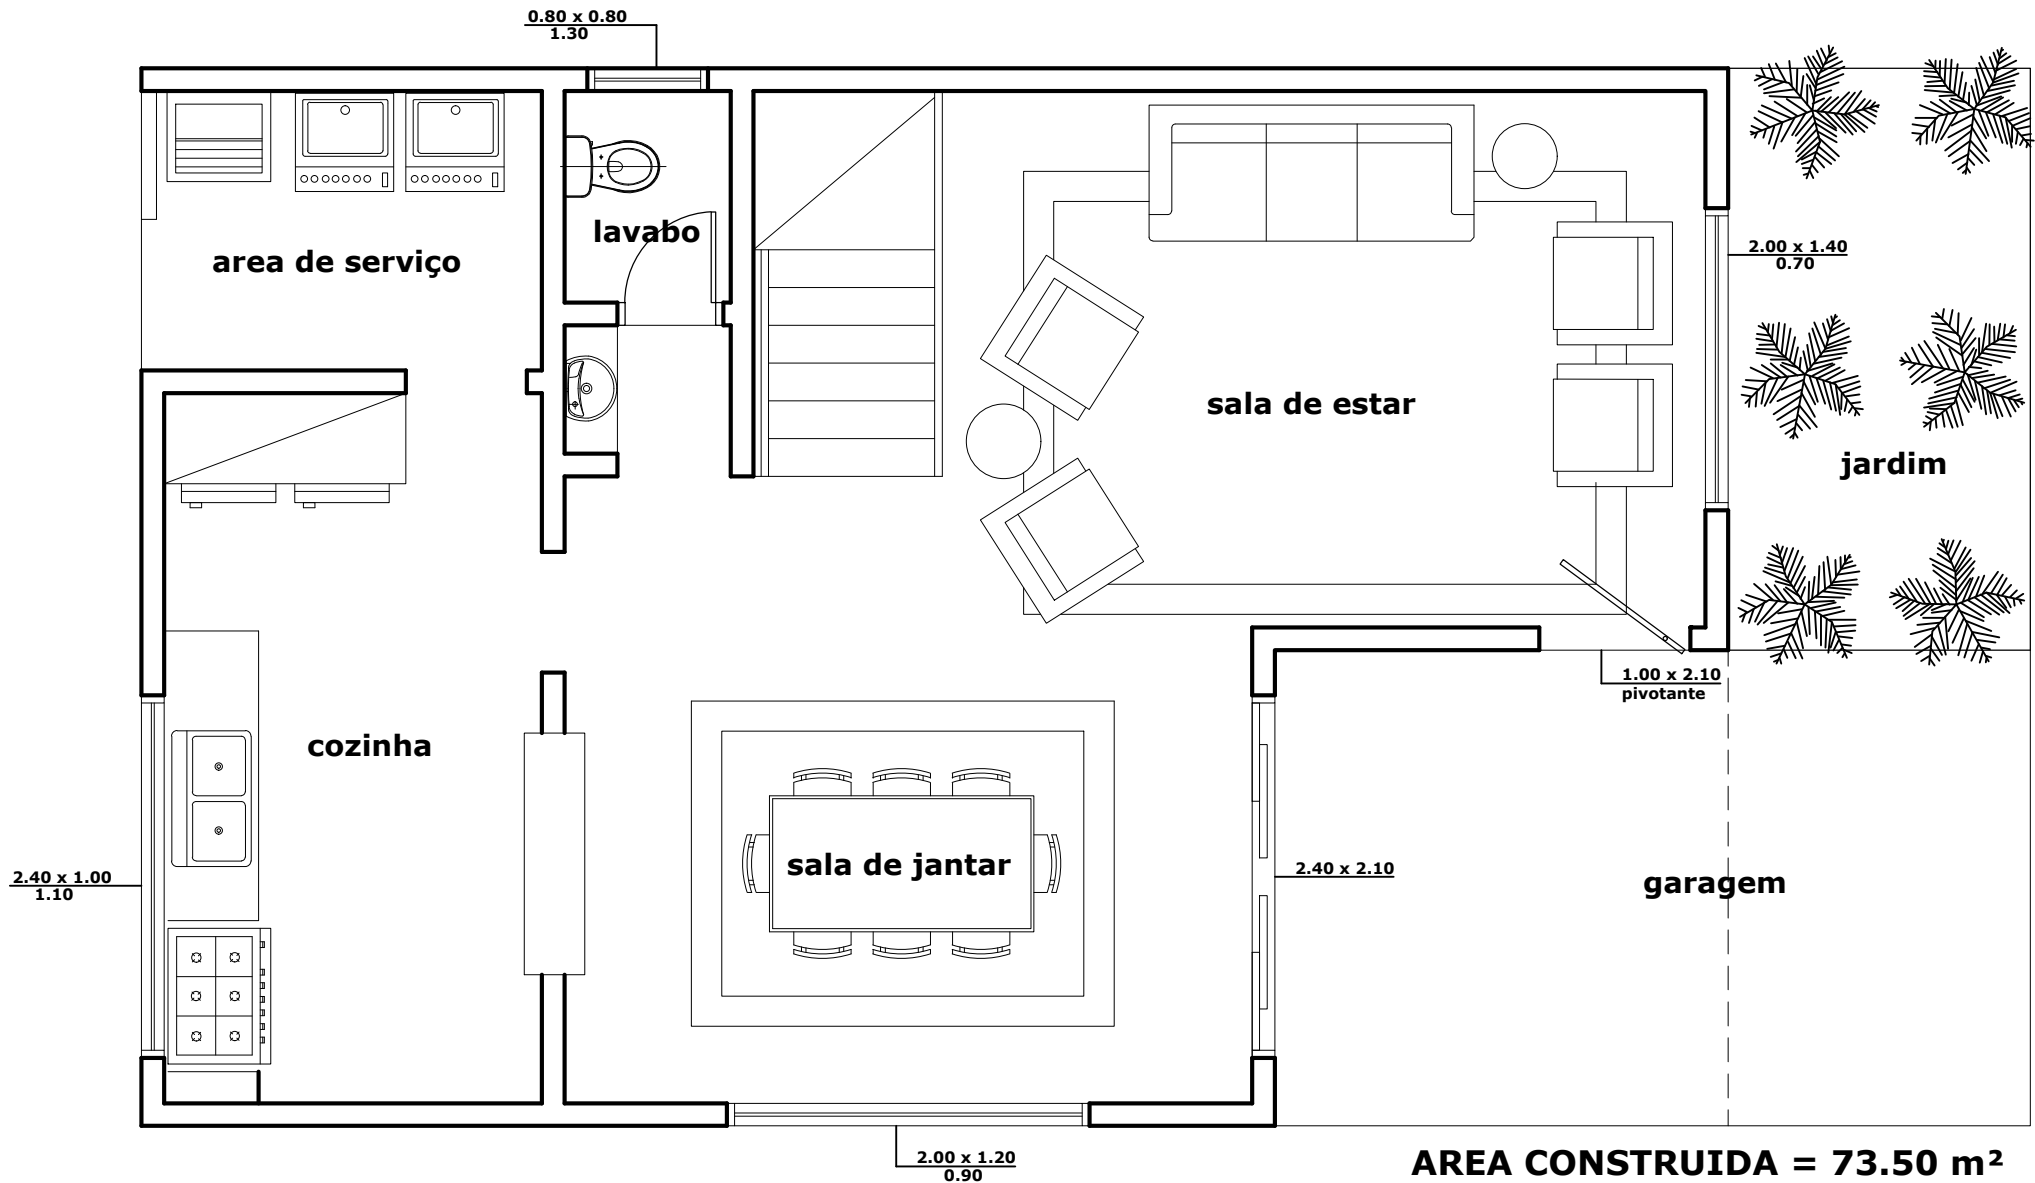 0.80 x 0.80
1.30
lavabo
area de serviço
2.00 x 1.40
0.70
sala de estar
jardim
1.00 x 2.10
pivotante
cozinha
sala de jantar
2.40 x 2.10
garagem
2.40 x 1.00
1.10
2.00 x 1.20
0.90
AREA CONSTRUIDA = 73.50 m²